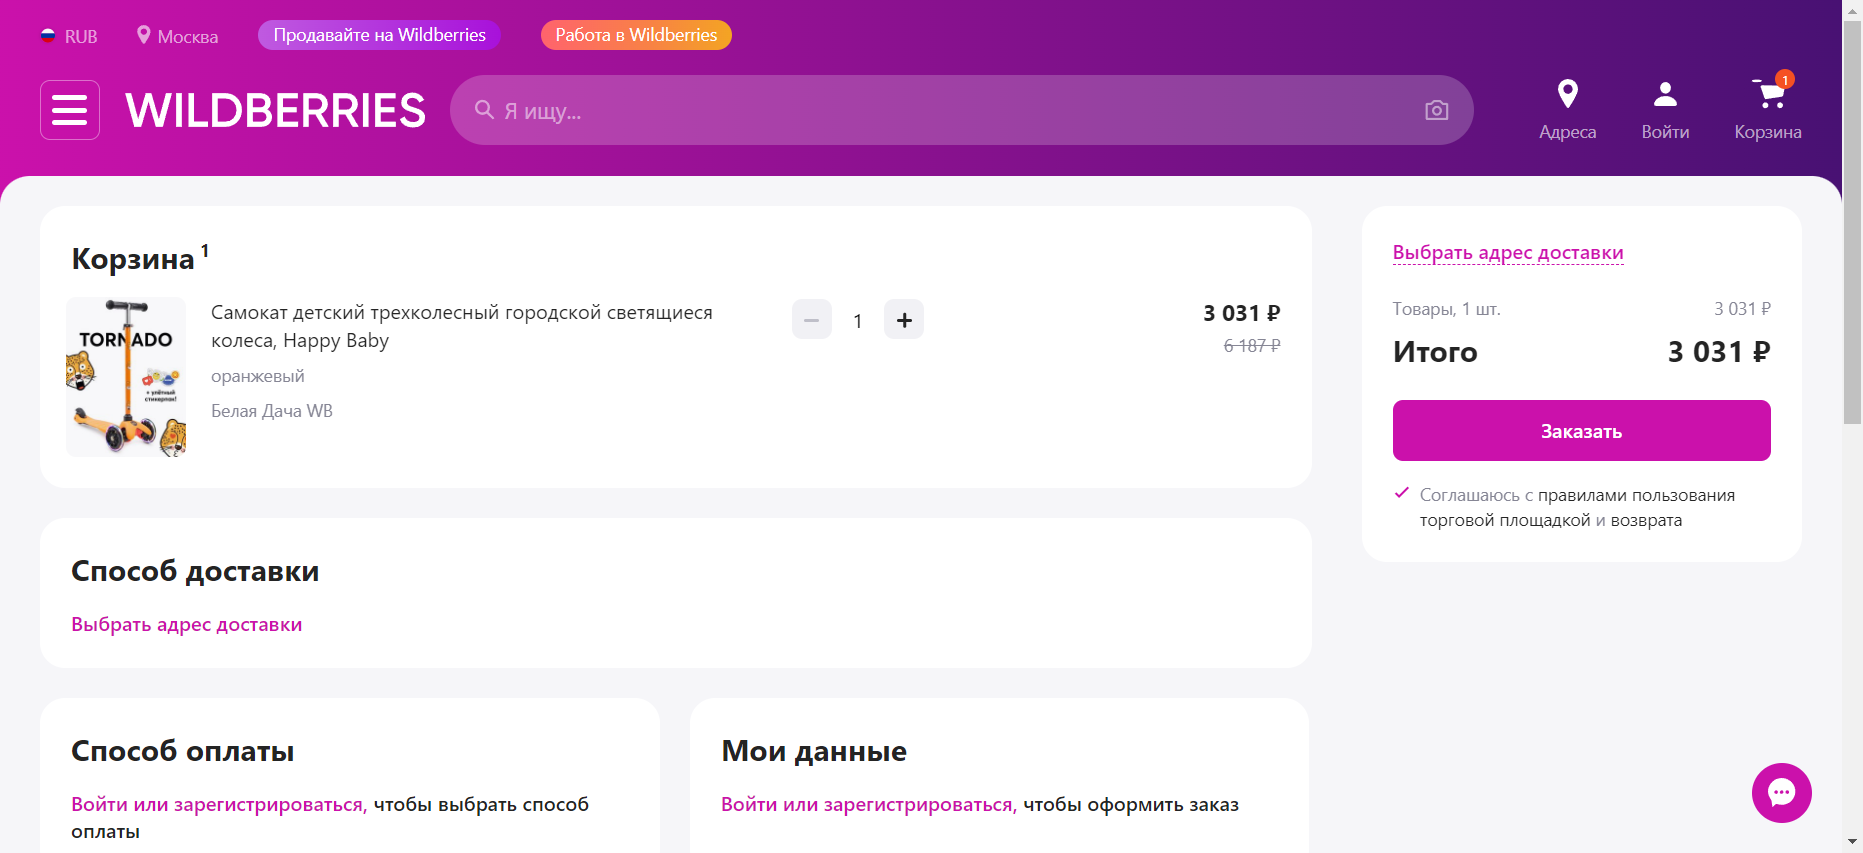 RUB
Москва
Продавайте на Wildberries
Работа в Wildberries
WILDBERRIES
Я ищу...
Адреса
Войти
1
Корзина
Корзина 1
TORNADO
+ улётный
стикерпак!
Самокат детский трехколесный городской светящиеся
колеса, Happy Baby
оранжевый
Белая Дача WB
1
3 031 ₽
6 187 ₽
Выбрать адрес доставки
Товары, 1 шт.
3 031 ₽
Итого
3 031 ₽
Заказать
Соглашаюсь с правилами пользования
торговой площадкой и возврата
Способ доставки
Выбрать адрес доставки
Способ оплаты
Войти или зарегистрироваться, чтобы выбрать способ
оплаты
Мои данные
Войти или зарегистрироваться, чтобы оформить заказ